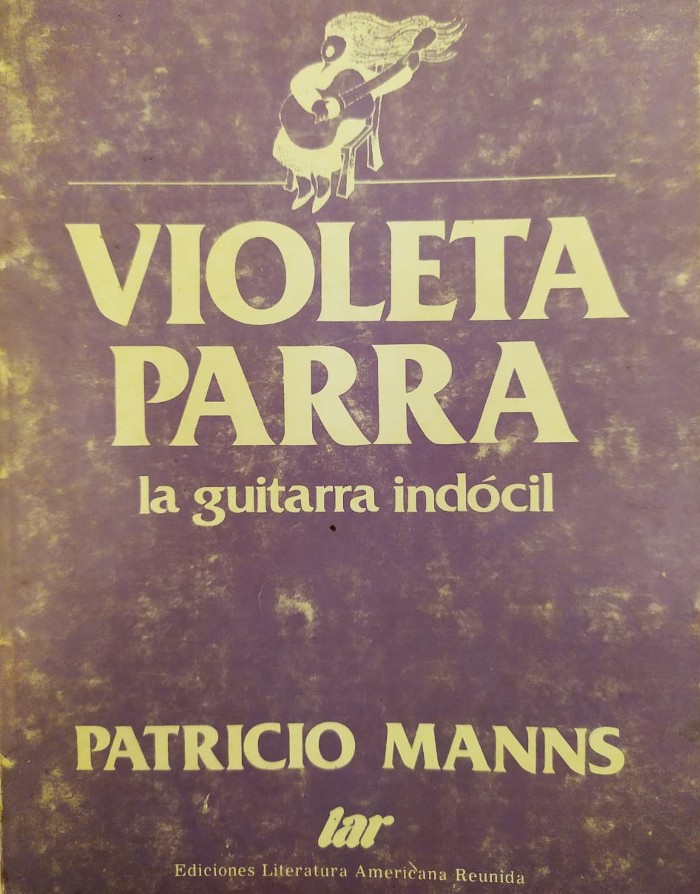 VIOLETA
PARRA
la guitarra indócil
PATRICIO MANNS
lar
Ediciones Literatura Americana Reunida